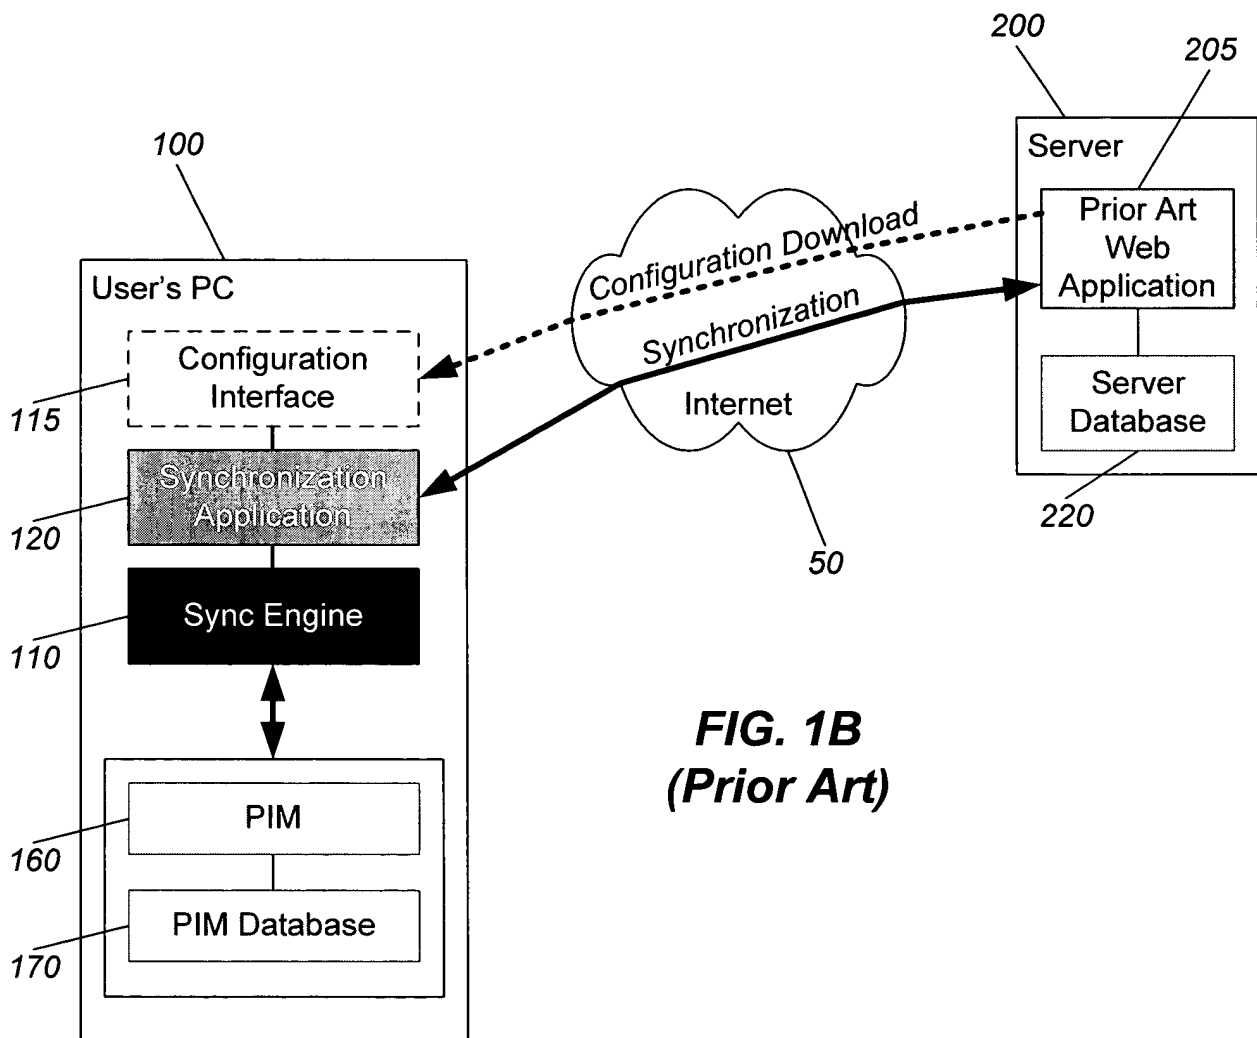 200
205
Server
Prior Art
Web
Application
Server
Database
220
100
User's PC
Configuration
Interface
115
Synchronization
Application
120
Sync Engine
110
PIM
160
PIM Database
170
Configuration Download
Synchronization
Internet
50
FIG. 1B
(Prior Art)